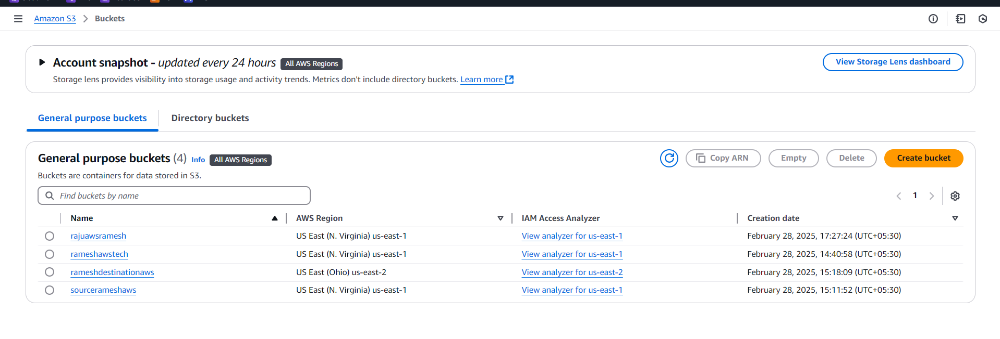 Amazon S3 > Buckets
Account snapshot - updated every 24 hours All AWS Regions
View Storage Lens dashboard
Storage lens provides visibility into storage usage and activity trends. Metrics don't include directory buckets. Learn more
General purpose buckets Directory buckets
General purpose buckets (4) Info All AWS Regions
Copy ARN Empty Delete Create bucket
Buckets are containers for data stored in S3.
Find buckets by name
1
Name AWS Region IAM Access Analyzer Creation date
rajuawsramesh US East (N. Virginia) us-east-1 View analyzer for us-east-1 February 28, 2025, 17:27:24 (UTC+05:30)
rameshawstech US East (N. Virginia) us-east-1 View analyzer for us-east-1 February 28, 2025, 14:40:58 (UTC+05:30)
rameshdestinationaws US East (Ohio) us-east-2 View analyzer for us-east-2 February 28, 2025, 15:18:09 (UTC+05:30)
sourcerameshaws US East (N. Virginia) us-east-1 View analyzer for us-east-1 February 28, 2025, 15:11:52 (UTC+05:30)